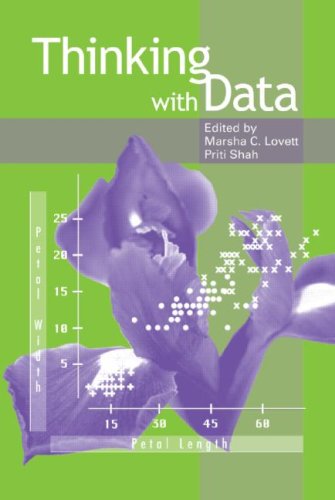 Thinking
with Data
Edited by
Marsha C. Lovett
Priti Shah
Petal Width
25
20
15
10
5
15 30 45 60
Petal Length